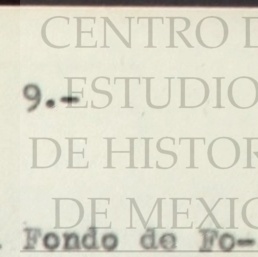 CENTRO D
9.-
ESTUDIO
DE HISTOR
DE MEXIC
. Fondo de Fo-